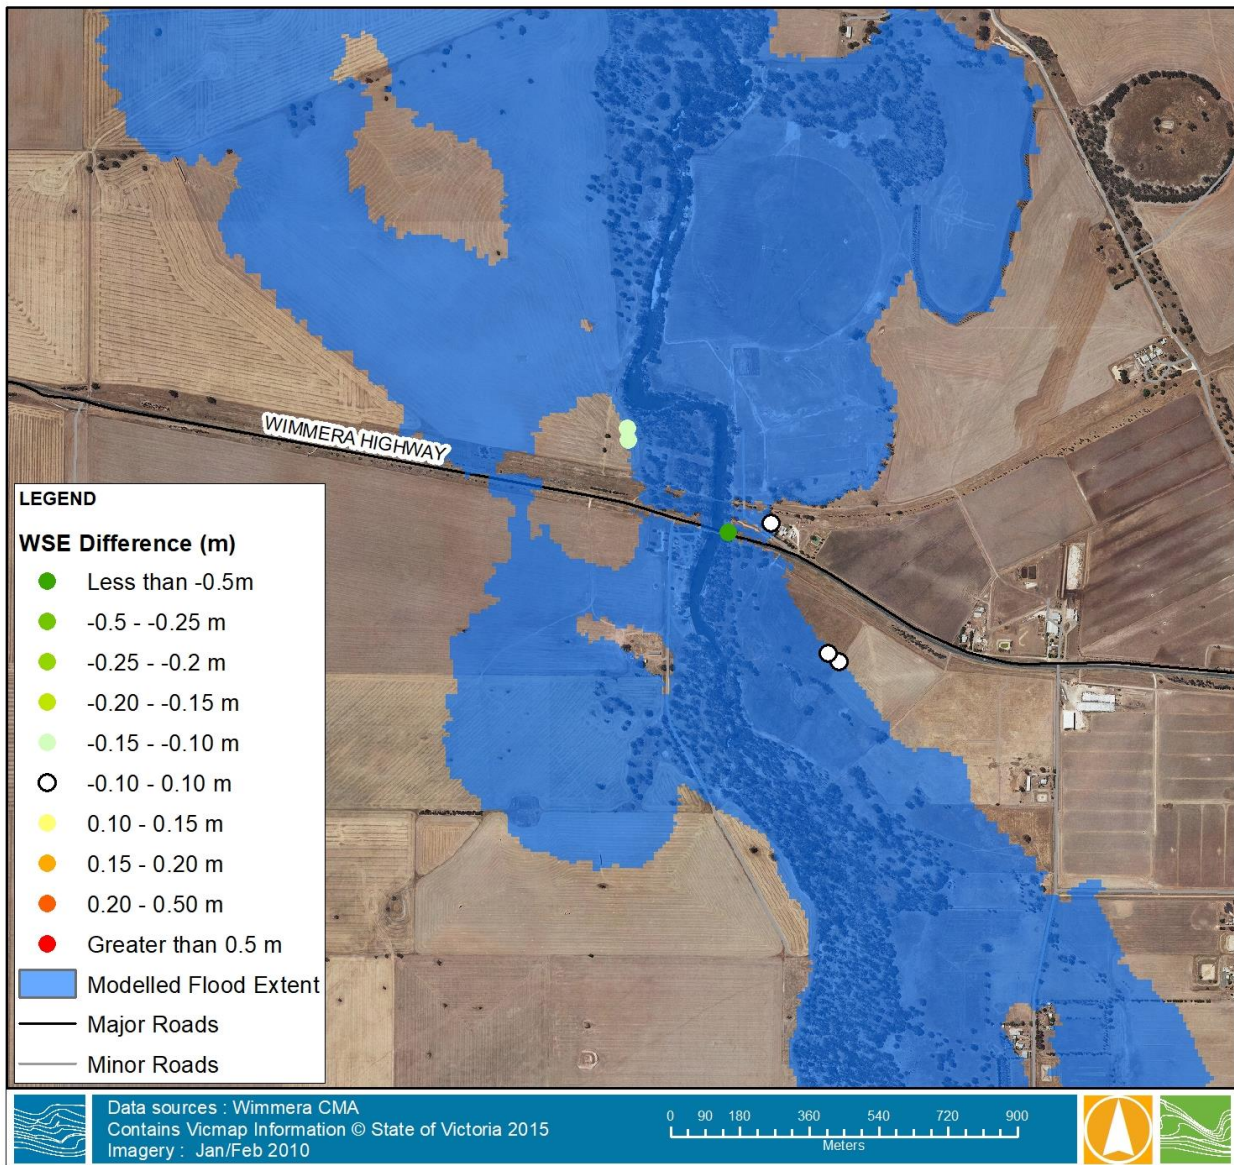 WIMMERA HIGHWAY
LEGEND
WSE Difference (m)
Less than -0.5m
-0.5 - -0.25 m
-0.25 - -0.2 m
-0.20 - -0.15 m
-0.15 - -0.10 m
-0.10 - 0.10 m
0.10 - 0.15 m
0.15 - 0.20 m
0.20 - 0.50 m
Greater than 0.5 m
Modelled Flood Extent
Major Roads
Minor Roads
Data sources : Wimmera CMA
Contains Vicmap Information © State of Victoria 2015
Imagery : Jan/Feb 2010
0 90 180 360 540 720 900
Meters